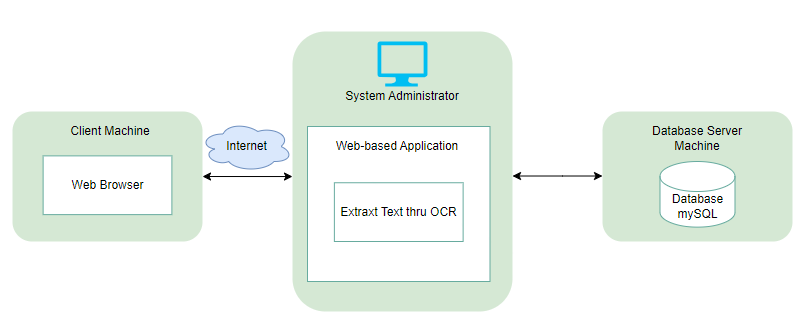 System Administrator
Client Machine
Web Browser
Internet
Web-based Application
Extraxt Text thru OCR
Database Server
Machine
Database
mySQL